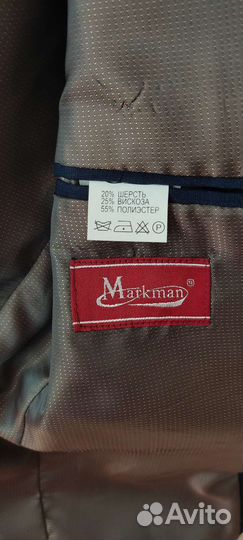 20% ШЕРСТЬ
25% ВИСКОЗА
55% ПОЛИЭСТЕР
P
Markman
Avito